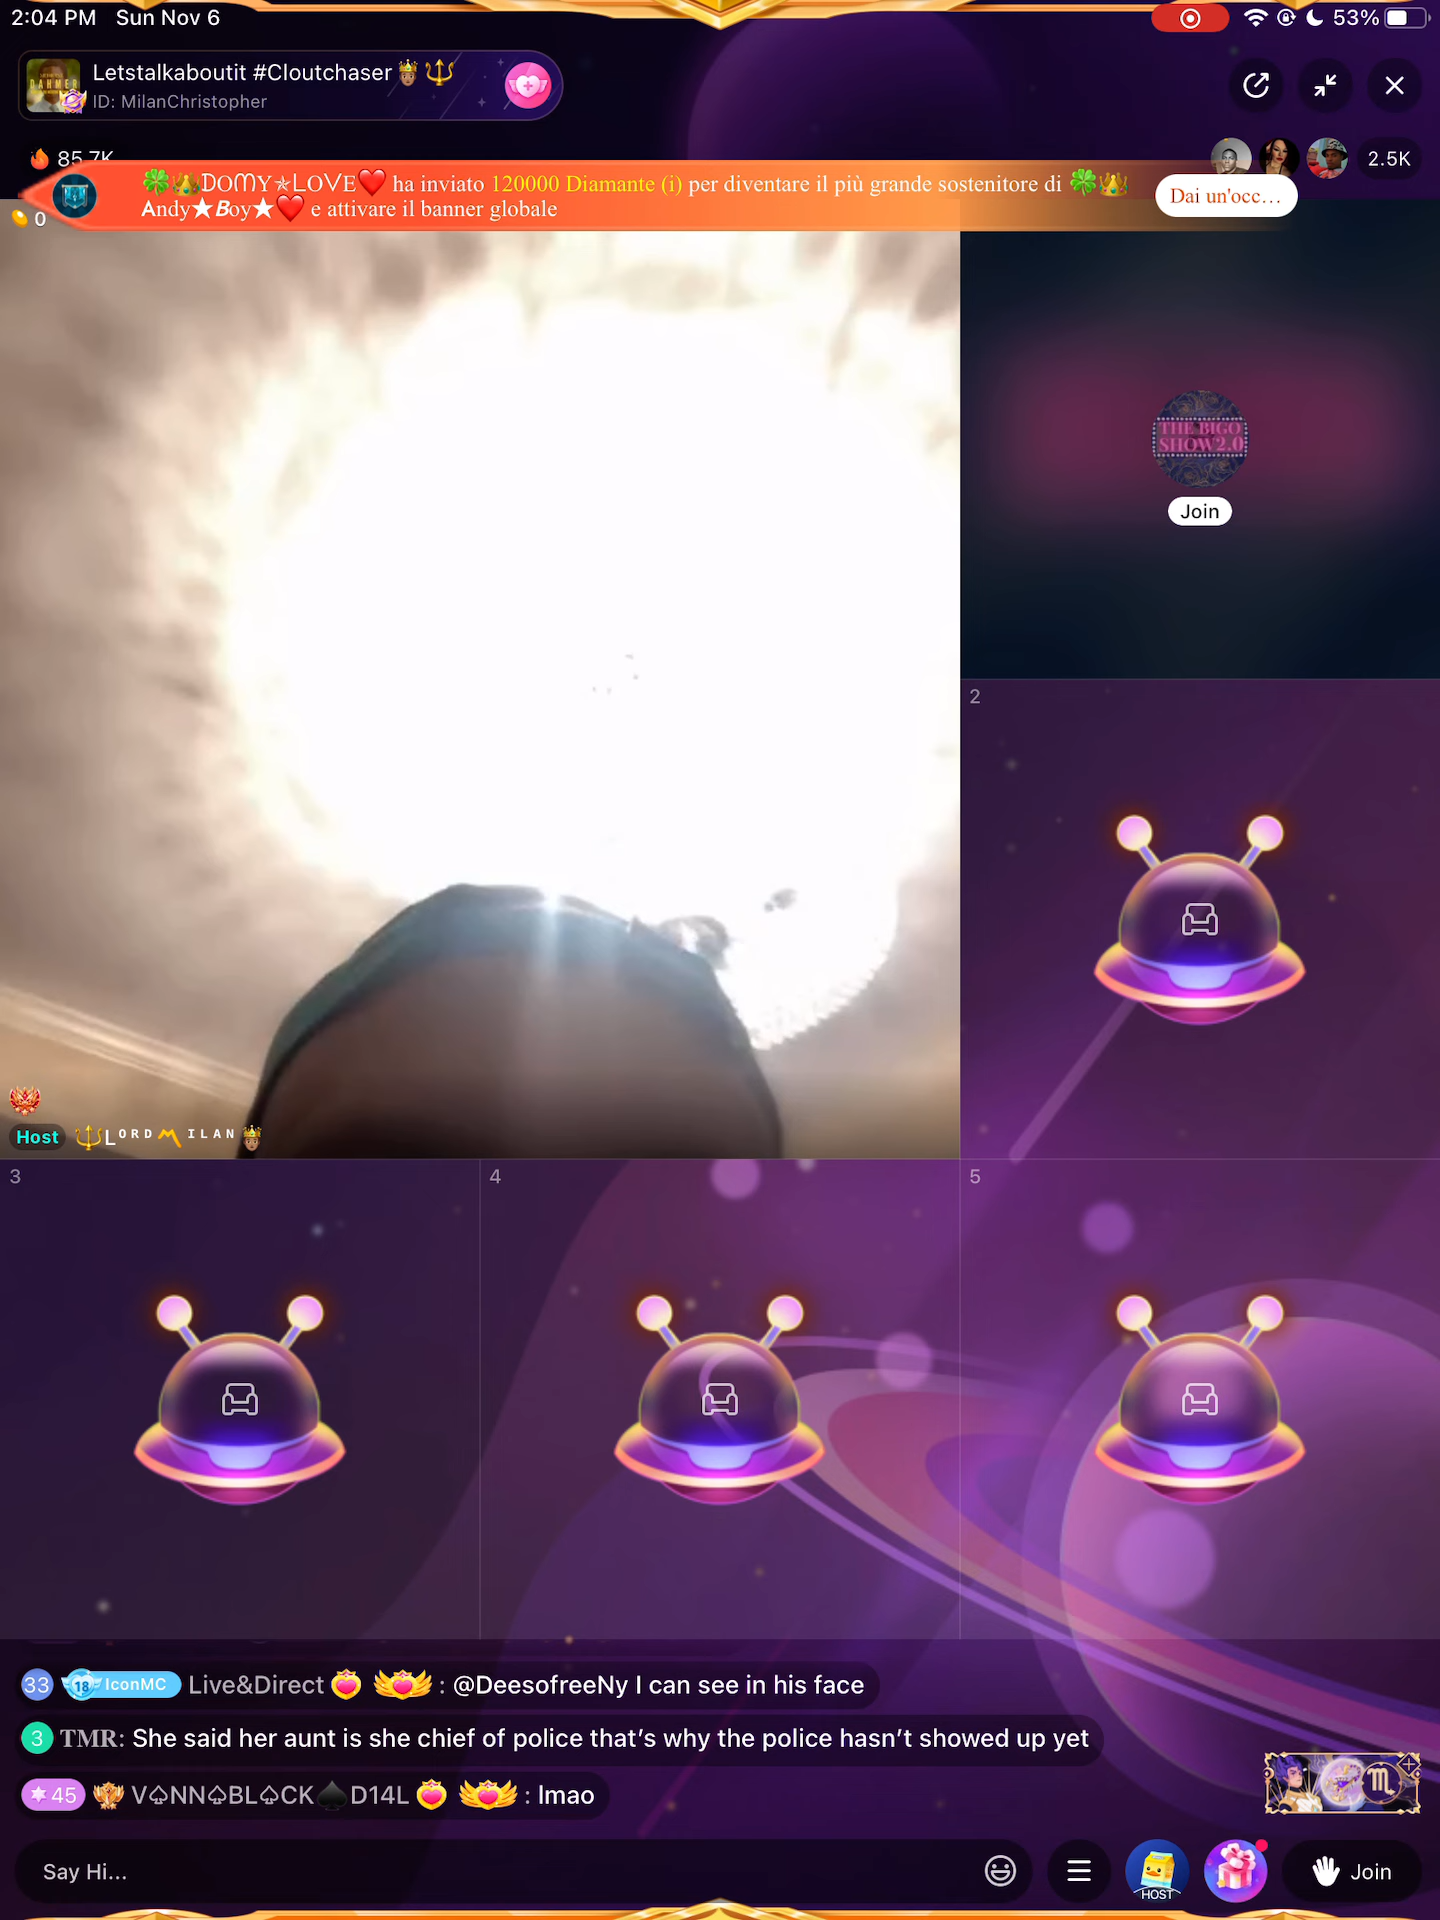 2:04 PM Sun Nov 6 53%
Letstalkaboutit #Cloutchaser🤴🏽🔱
DAHMER
ID: MilanChristopher
🔥 85.7K
2.5K
🍀👑DOMY★LOVE❤️ ha inviato 120000 Diamante (i) per diventare il più grande sostenitore di 🍀👑
Andy★Boy★❤️ e attivare il banner globale
Dai un'occ...
0
THE BIGO
SHOW2.0
Join
2
Host 🔱Lᴼᴿᴰ〽️ᴵᴸᴬᴺ🤴🏽
3
4
5
33 18 IconMC Live&Direct : @DeesofreeNy I can see in his face
3 TMR: She said her aunt is she chief of police that’s why the police hasn’t showed up yet
45 V♤NN♤BL♤CK♠️D14L : lmao
Say Hi...
HOST
Join